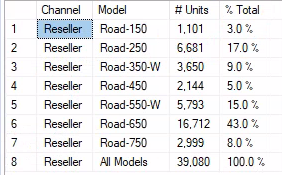 Channel Model # Units % Total
1 Reseller Road-150 1,101 3.0 %
2 Reseller Road-250 6,681 17.0 %
3 Reseller Road-350-W 3,650 9.0 %
4 Reseller Road-450 2,144 5.0 %
5 Reseller Road-550-W 5,793 15.0 %
6 Reseller Road-650 16,712 43.0 %
7 Reseller Road-750 2,999 8.0 %
8 Reseller All Models 39,080 100.0 %